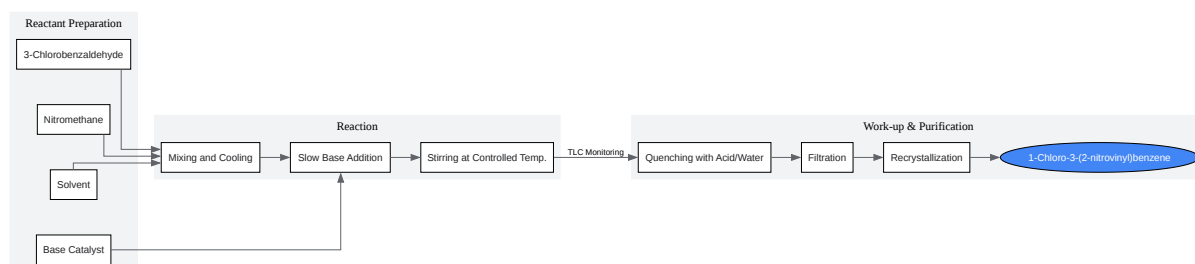 Reactant Preparation
3-Chlorobenzaldehyde
Nitromethane
Solvent
Base Catalyst
Reaction
Mixing and Cooling
Slow Base Addition
Stirring at Controlled Temp.
TLC Monitoring
Work-up & Purification
Quenching with Acid/Water
Filtration
Recrystallization
1-Chloro-3-(2-nitrovinyl)benzene